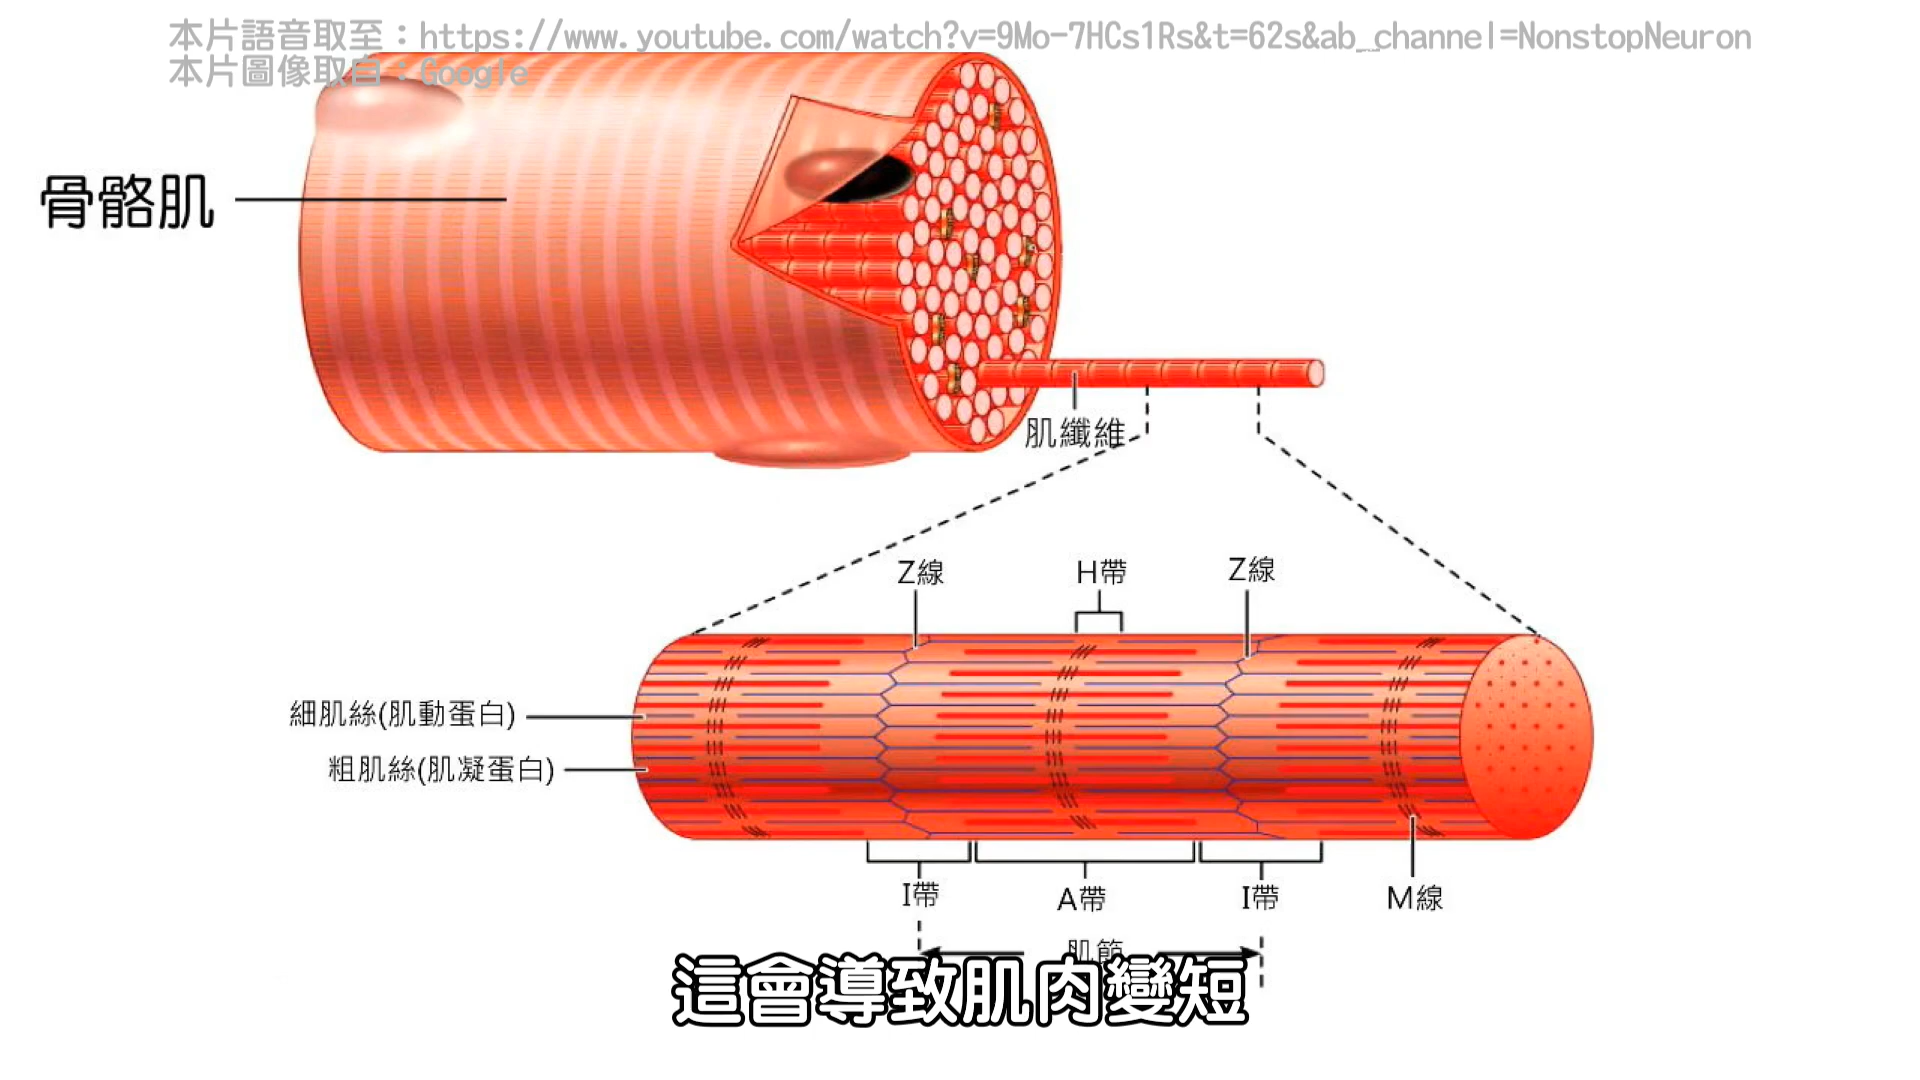 本片語音取至：https://www.youtube.com/watch?v=9Mo-7HCs1Rs&t=62s&ab_channel=NonstopNeuron
本片圖像取自：Google
骨骼肌
肌纖維
Z線
H帶
Z線
細肌絲(肌動蛋白)
粗肌絲(肌凝蛋白)
I帶
A帶
I帶
M線
肌節
這會導致肌肉變短